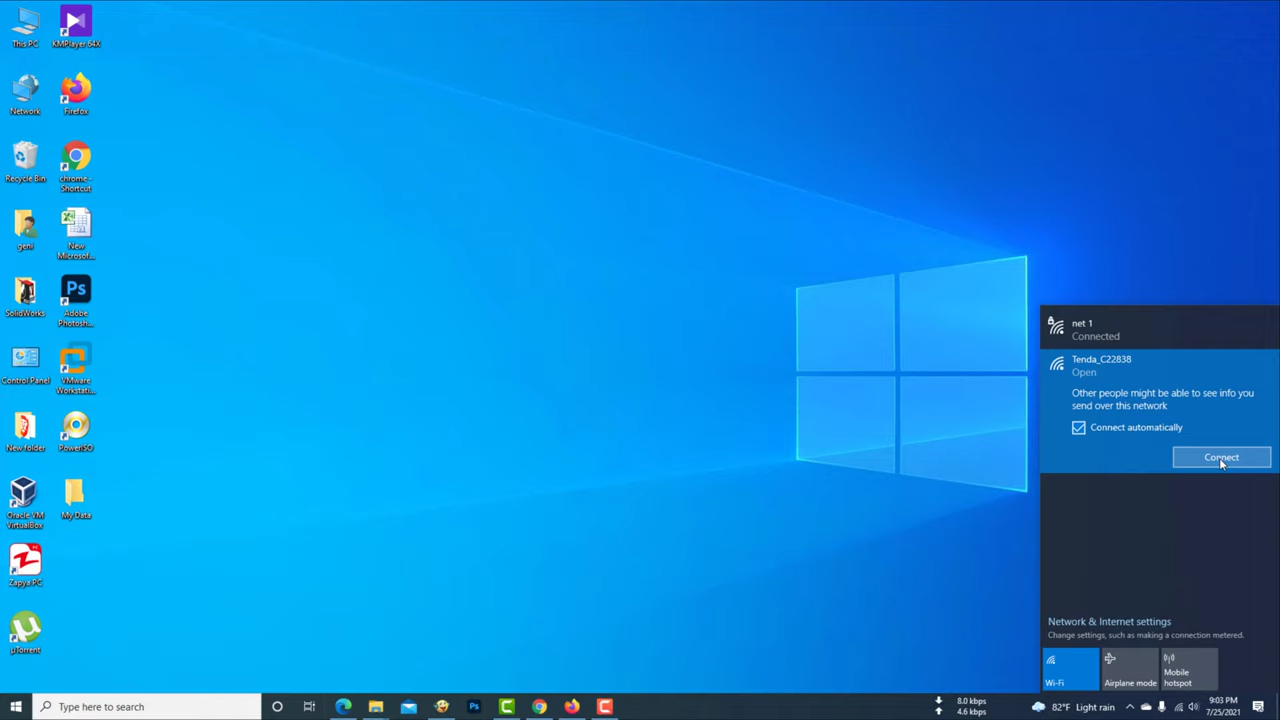 This PC
KMPlayer 64X
Network
Firefox
Recycle Bin
chrome -
Shortcut
geni
New
Microsof...
SolidWorks
Ps
Adobe
Photosh...
Control Panel
VMware
Workstati...
New folder
PowerISO
Oracle VM
VirtualBox
My Data
Zapya PC
µTorrent
net 1
Connected
Tenda_C22838
Open
Other people might be able to see info you
send over this network
Connect automatically
Connect
Network & Internet settings
Change settings, such as making a connection metered.
Wi-Fi
Airplane mode
Mobile
hotspot
Type here to search
Ps
8.0 kbps
4.6 kbps
82°F Light rain
9:03 PM
7/25/2021